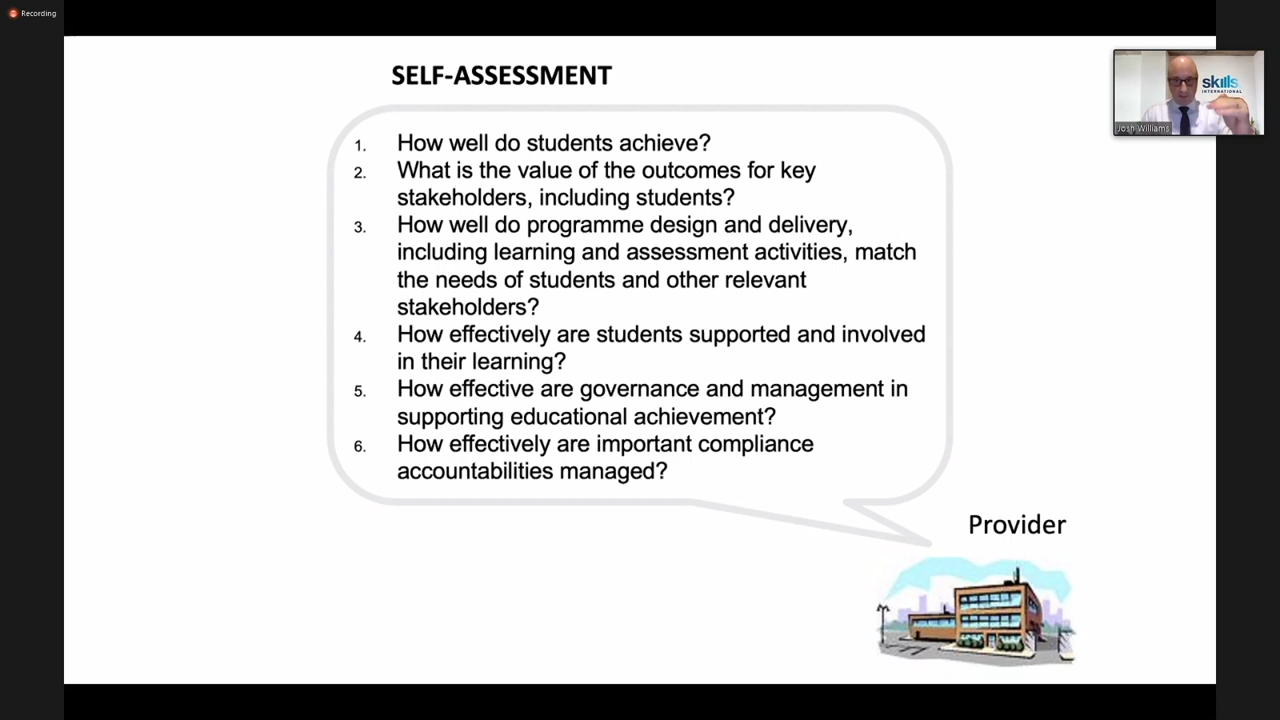 Recording
SELF-ASSESSMENT
skills
INTERNATIONAL
Josh Williams
1. How well do students achieve?
2. What is the value of the outcomes for key
stakeholders, including students?
3. How well do programme design and delivery,
including learning and assessment activities, match
the needs of students and other relevant
stakeholders?
4. How effectively are students supported and involved
in their learning?
5. How effective are governance and management in
supporting educational achievement?
6. How effectively are important compliance
accountabilities managed?
Provider